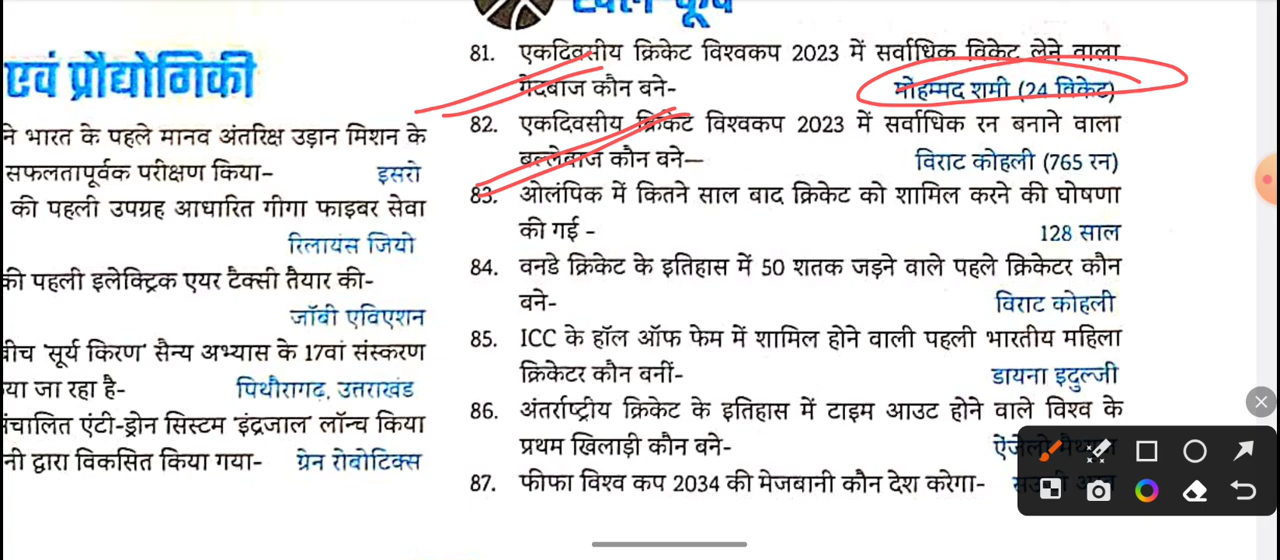 एवं प्रौद्योगिकी
ने भारत के पहले मानव अंतरिक्ष उड़ान मिशन के
सफलतापूर्वक परीक्षण किया- इसरो
की पहली उपग्रह आधारित गीगा फाइबर सेवा
रिलायंस जियो
की पहली इलेक्ट्रिक एयर टैक्सी तैयार की-
जॉबी एविएशन
बीच 'सूर्य किरण' सैन्य अभ्यास के 17वां संस्करण
या जा रहा है- पिथौरागढ़, उत्तराखंड
एंटी-ड्रोन सिस्टम 'इंद्रजाल' लॉन्च किया
नी द्वारा विकसित किया गया- ग्रेन रोबोटिक्स
खेल-कूद
81. एकदिवसीय क्रिकेट विश्वकप 2023 में सर्वाधिक विकेट लेने वाला
गेंदबाज कौन बने- मोहम्मद शमी (24 विकेट)
82. एकदिवसीय क्रिकेट विश्वकप 2023 में सर्वाधिक रन बनाने वाला
बल्लेबाज कौन बने— विराट कोहली (765 रन)
83. ओलंपिक में कितने साल बाद क्रिकेट को शामिल करने की घोषणा
की गई - 128 साल
84. वनडे क्रिकेट के इतिहास में 50 शतक जड़ने वाले पहले क्रिकेटर कौन
बने- विराट कोहली
85. ICC के हॉल ऑफ फेम में शामिल होने वाली पहली भारतीय महिला
क्रिकेटर कौन बनीं- डायना इदुल्जी
86. अंतर्राष्ट्रीय क्रिकेट के इतिहास में टाइम आउट होने वाले विश्व के
प्रथम खिलाड़ी कौन बने-
87. फीफा विश्व कप 2034 की मेजबानी कौन देश करेगा-